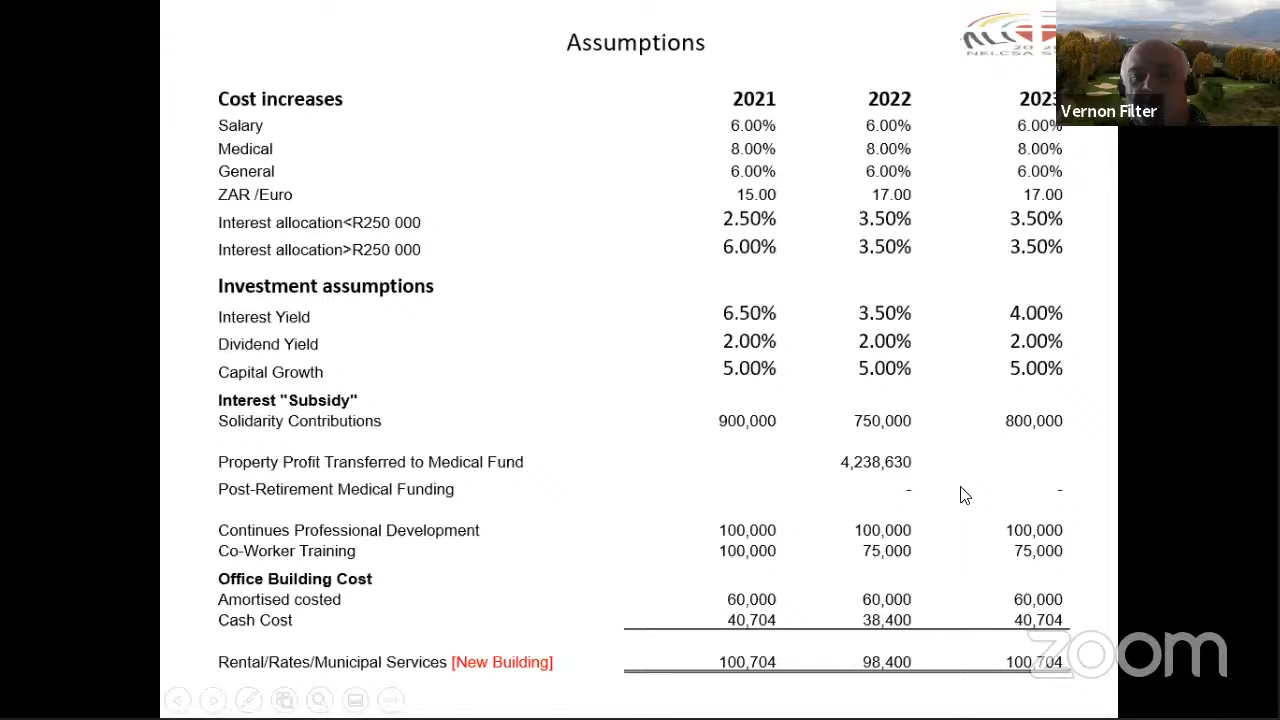 Assumptions
NELCSA
Vernon Filter
Cost increases 2021 2022 2023
Salary 6.00% 6.00% 6.00%
Medical 8.00% 8.00% 8.00%
General 6.00% 6.00% 6.00%
ZAR /Euro 15.00 17.00 17.00
Interest allocation<R250 000 2.50% 3.50% 3.50%
Interest allocation>R250 000 6.00% 3.50% 3.50%
Investment assumptions
Interest Yield 6.50% 3.50% 4.00%
Dividend Yield 2.00% 2.00% 2.00%
Capital Growth 5.00% 5.00% 5.00%
Interest "Subsidy"
Solidarity Contributions 900,000 750,000 800,000
Property Profit Transferred to Medical Fund 4,238,630
Post-Retirement Medical Funding - -
Continues Professional Development 100,000 100,000 100,000
Co-Worker Training 100,000 75,000 75,000
Office Building Cost
Amortised costed 60,000 60,000 60,000
Cash Cost 40,704 38,400 40,704
Rental/Rates/Municipal Services [New Building] 100,704 98,400 100,704
zoom